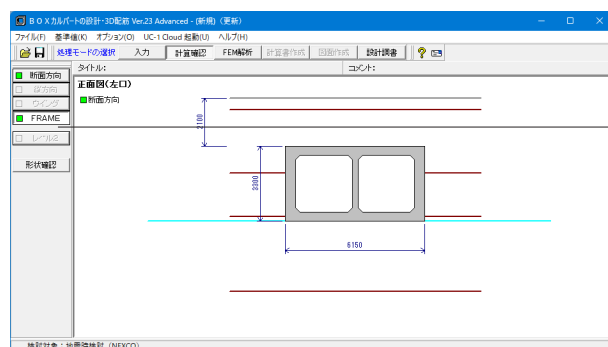 ＢＯＸカルバートの設計・3D配筋 Ver.23 Advanced - (新規) (更新)
ファイル(F) 基準値(K) オプション(O) UC-1 Cloud 起動(U) ヘルプ(H)
処理モードの選択 入力 計算確認 FEM解析 計算書作成 図面作成 設計調書
タイトル: コメント:
断面方向
縦方向
ウイング
FRAME
レベル2
形状確認
正面図(左口)
断面方向
2100
3300
6150
検討対象：地震時検討（NEXCO）